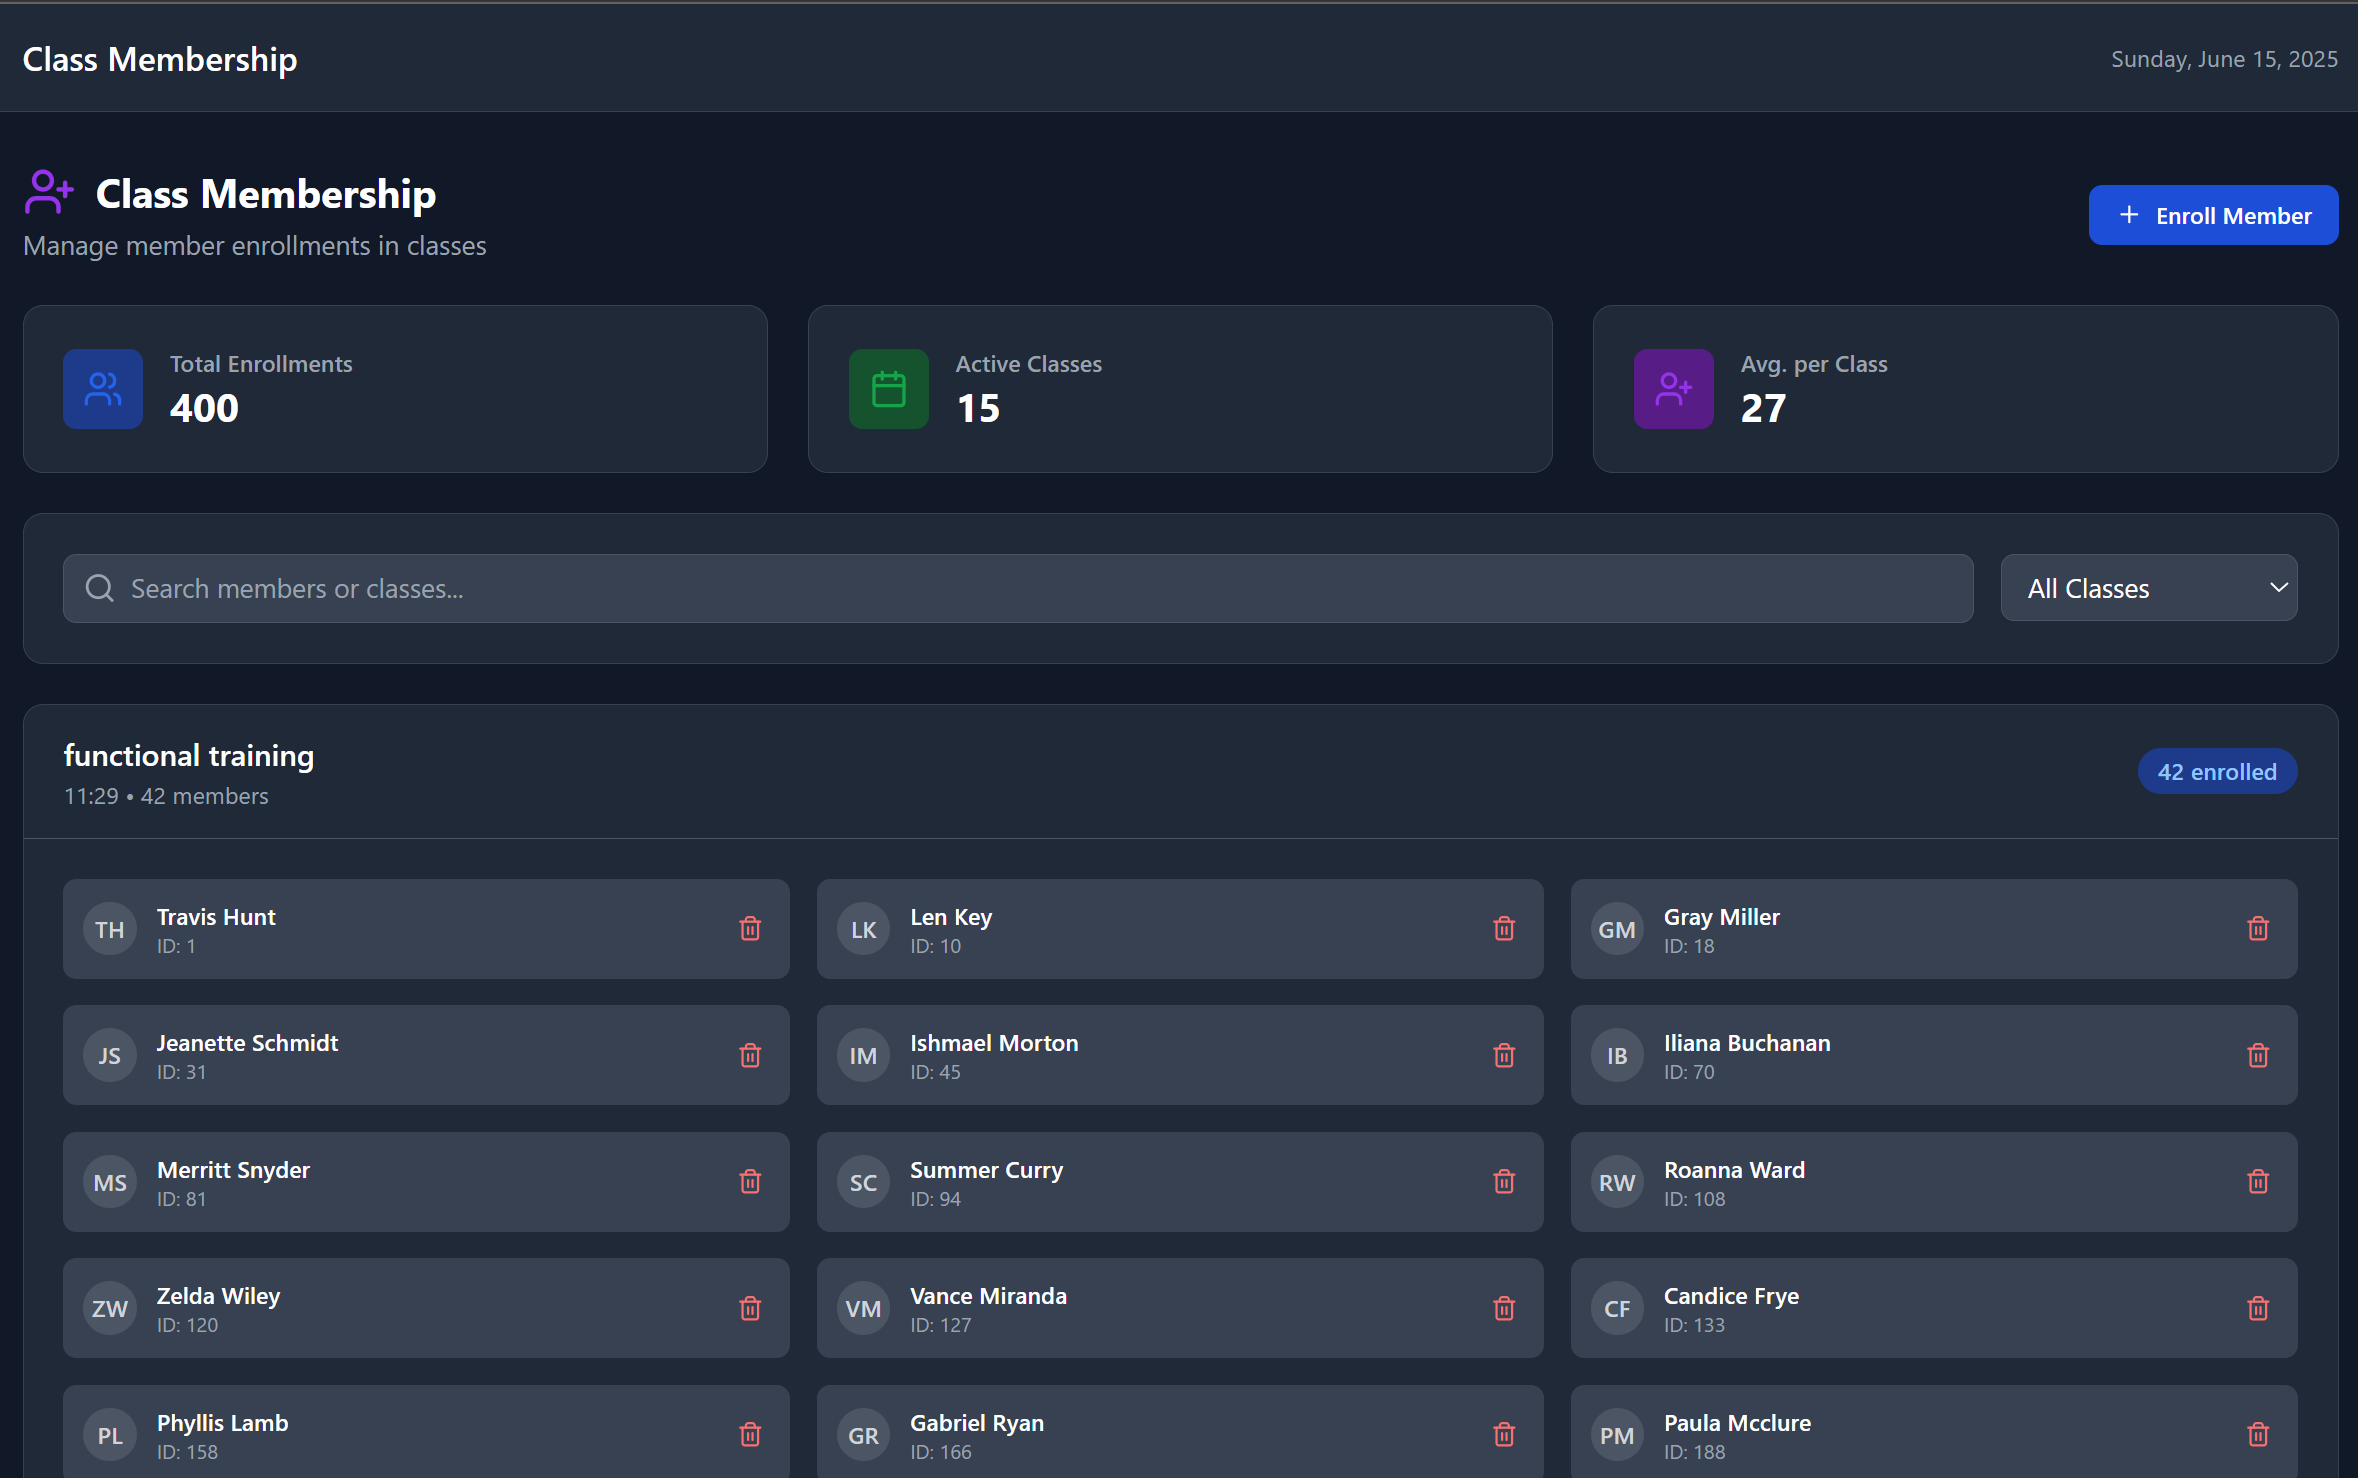 Class Membership
Sunday, June 15, 2025
Class Membership
Manage member enrollments in classes
+ Enroll Member
Total Enrollments
400
Active Classes
15
Avg. per Class
27
Search members or classes...
All Classes
functional training
11:29 • 42 members
42 enrolled
TH
Travis Hunt
ID: 1
LK
Len Key
ID: 10
GM
Gray Miller
ID: 18
JS
Jeanette Schmidt
ID: 31
IM
Ishmael Morton
ID: 45
IB
Iliana Buchanan
ID: 70
MS
Merritt Snyder
ID: 81
SC
Summer Curry
ID: 94
RW
Roanna Ward
ID: 108
ZW
Zelda Wiley
ID: 120
VM
Vance Miranda
ID: 127
CF
Candice Frye
ID: 133
PL
Phyllis Lamb
ID: 158
GR
Gabriel Ryan
ID: 166
PM
Paula Mcclure
ID: 188